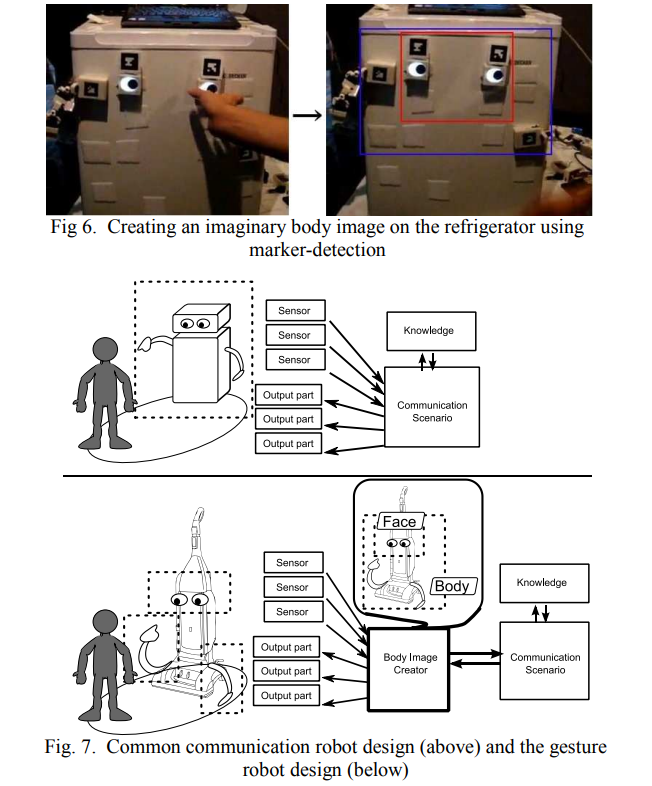 Fig 6. Creating an imaginary body image on the refrigerator using
marker-detection
Sensor
Sensor
Sensor
Output part
Output part
Output part
Knowledge
Communication
Scenario
Face
Body
Sensor
Sensor
Sensor
Output part
Output part
Output part
Body Image
Creator
Knowledge
Communication
Scenario
Fig. 7. Common communication robot design (above) and the gesture
robot design (below)